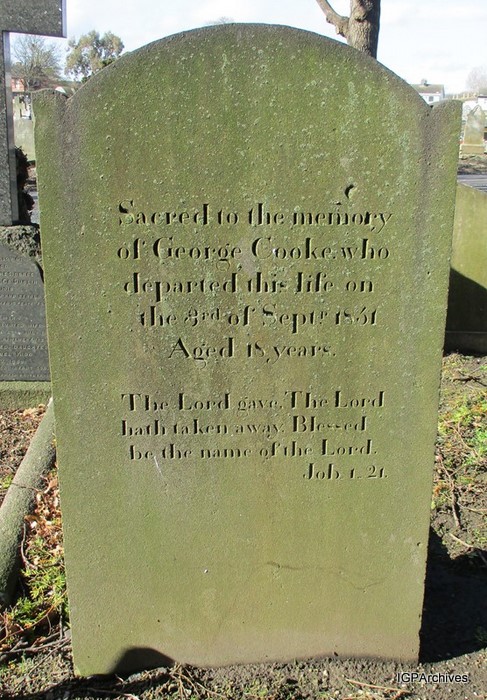 Sacred to the memory
of George Cooke, who
departed this life on
the 3rd of Septr 1831
Aged 18 years.
The Lord gave, The Lord
hath taken away, Blessed
be the name of the Lord.
Job. 1. 21.
IGPArchives.